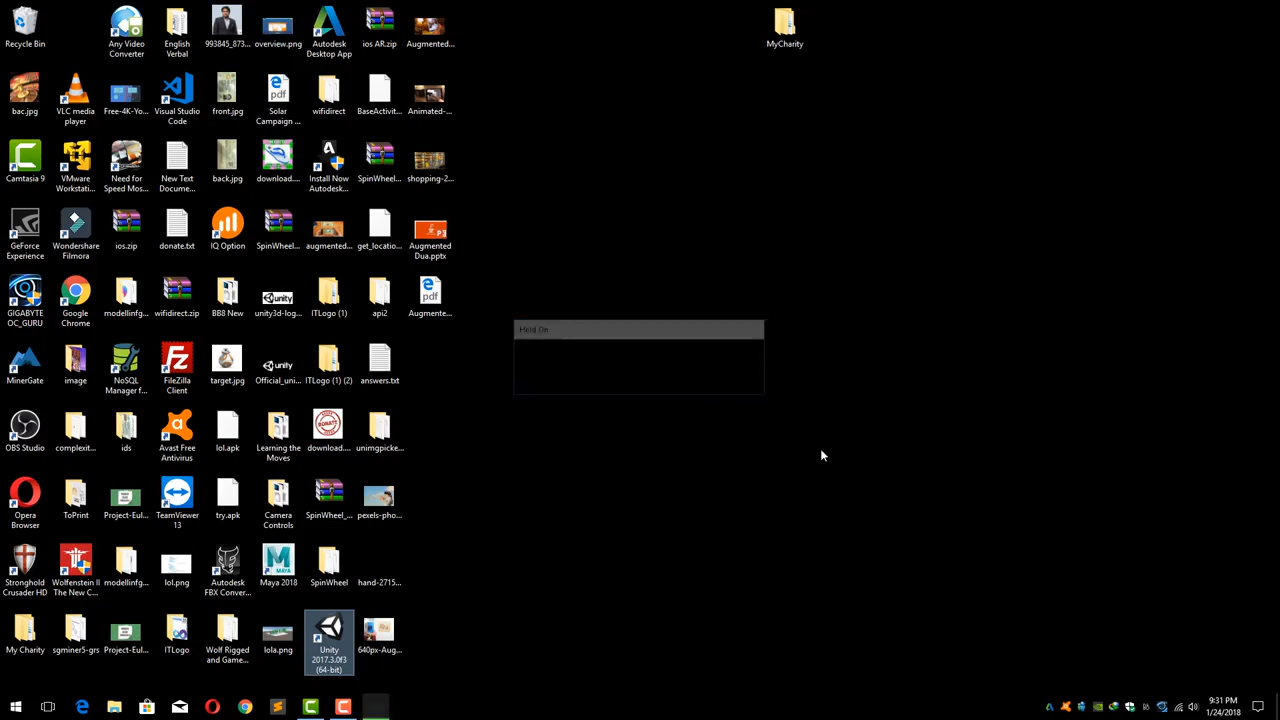 Recycle Bin
Any Video
Converter
English
Verbal
993845_873...
overview.png
Autodesk
Desktop App
ios AR.zip
Augmented...
MyCharity
bac.jpg
VLC media
player
Free-4K-Yo...
Visual Studio
Code
front.jpg
Solar
Campaign ...
wifidirect
BaseActivit...
Animated-...
Camtasia 9
VMware
Workstati...
Need for
Speed Mos...
New Text
Docume...
back.jpg
download....
Install Now
Autodesk...
SpinWheel...
shopping-2...
GeForce
Experience
Wondershare
Filmora
ios.zip
donate.txt
IQ Option
SpinWheel...
augmented...
get_locatio...
Augmented
Dua.pptx
GIGABYTE
OC_GURU
Google
Chrome
modellinfg...
wifidirect.zip
BB8 New
unity3d-log...
ITLogo (1)
api2
Augmente...
Hold On
MinerGate
image
NoSQL
Manager f...
FileZilla
Client
target.jpg
Official_uni...
ITLogo (1) (2)
answers.txt
OBS Studio
complexit...
ids
Avast Free
Antivirus
lol.apk
Learning the
Moves
download....
unimgpicke...
Opera
Browser
ToPrint
Project-Eul...
TeamViewer
13
try.apk
Camera
Controls
SpinWheel_...
pexels-pho...
Stronghold
Crusader HD
Wolfenstein II
The New C...
modellinfg...
lol.png
Autodesk
FBX Conver...
Maya 2018
SpinWheel
hand-2715...
My Charity
sgminer5-grs
Project-Eul...
ITLogo
Wolf Rigged
and Game...
lola.png
Unity
2017.3.0f3
(64-bit)
640px-Aug...
9:31 PM
1/24/2018